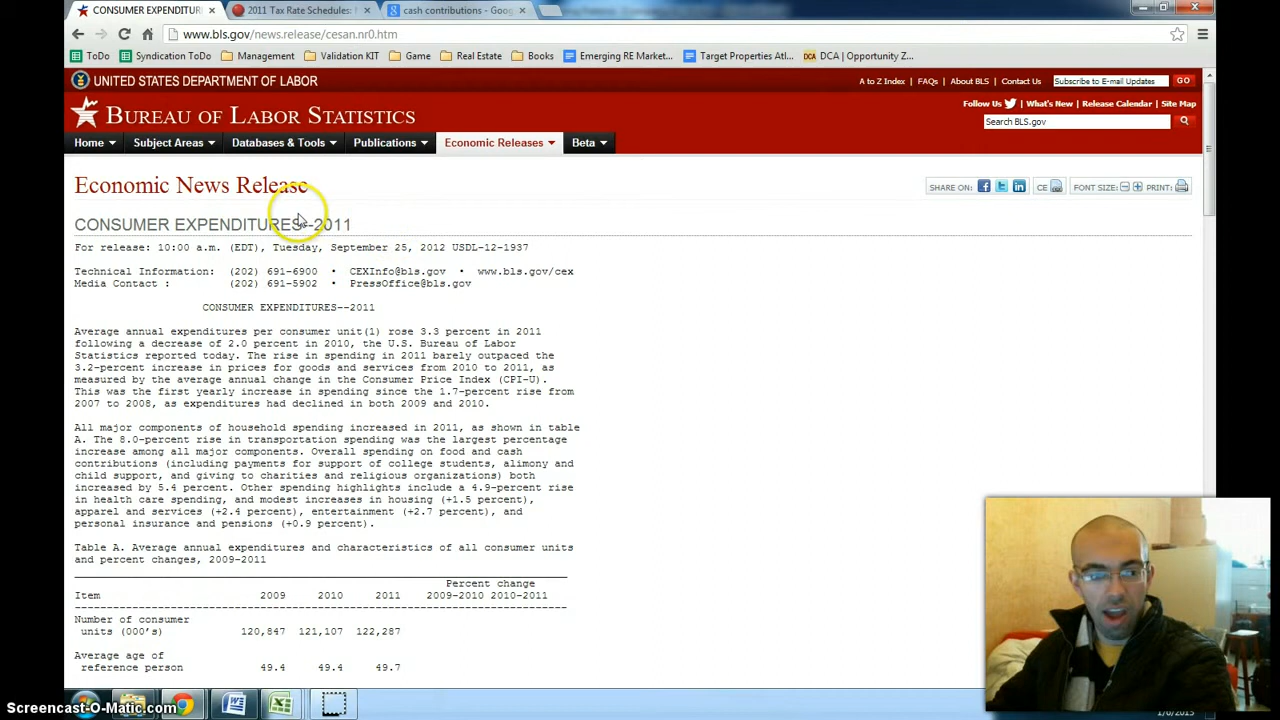 CONSUMER EXPENDITUR
2011 Tax Rate Schedules:
cash contributions - Goog
www.bls.gov/news.release/cesan.nr0.htm
ToDo
Syndication ToDo
Management
Validation KIT
Game
Real Estate
Books
Emerging RE Market...
Target Properties Atl...
DCA | Opportunity Z...
UNITED STATES DEPARTMENT OF LABOR
A to Z Index | FAQs | About BLS | Contact Us
Subscribe to E-mail Updates
GO
BUREAU OF LABOR STATISTICS
Follow Us
| What's New | Release Calendar | Site Map
Search BLS.gov
Home
Subject Areas
Databases & Tools
Publications
Economic Releases
Beta
Economic News Release
SHARE ON:
CE
FONT SIZE:
PRINT:
CONSUMER EXPENDITURES--2011
For release: 10:00 a.m. (EDT), Tuesday, September 25, 2012 USDL-12-1937
Technical Information: (202) 691-6900 • CEXInfo@bls.gov • www.bls.gov/cex
Media Contact : (202) 691-5902 • PressOffice@bls.gov
CONSUMER EXPENDITURES--2011
Average annual expenditures per consumer unit(1) rose 3.3 percent in 2011
following a decrease of 2.0 percent in 2010, the U.S. Bureau of Labor
Statistics reported today. The rise in spending in 2011 barely outpaced the
3.2-percent increase in prices for goods and services from 2010 to 2011, as
measured by the average annual change in the Consumer Price Index (CPI-U).
This was the first yearly increase in spending since the 1.7-percent rise from
2007 to 2008, as expenditures had declined in both 2009 and 2010.
All major components of household spending increased in 2011, as shown in table
A. The 8.0-percent rise in transportation spending was the largest percentage
increase among all major components. Overall spending on food and cash
contributions (including payments for support of college students, alimony and
child support, and giving to charities and religious organizations) both
increased by 5.4 percent. Other spending highlights include a 4.9-percent rise
in health care spending, and modest increases in housing (+1.5 percent),
apparel and services (+2.4 percent), entertainment (+2.7 percent), and
personal insurance and pensions (+0.9 percent).
Table A. Average annual expenditures and characteristics of all consumer units
and percent changes, 2009-2011
Percent change
Item 2009 2010 2011 2009-2010 2010-2011
Number of consumer
units (000's) 120,847 121,107 122,287
Average age of
reference person 49.4 49.4 49.7
Screencast-O-Matic.com